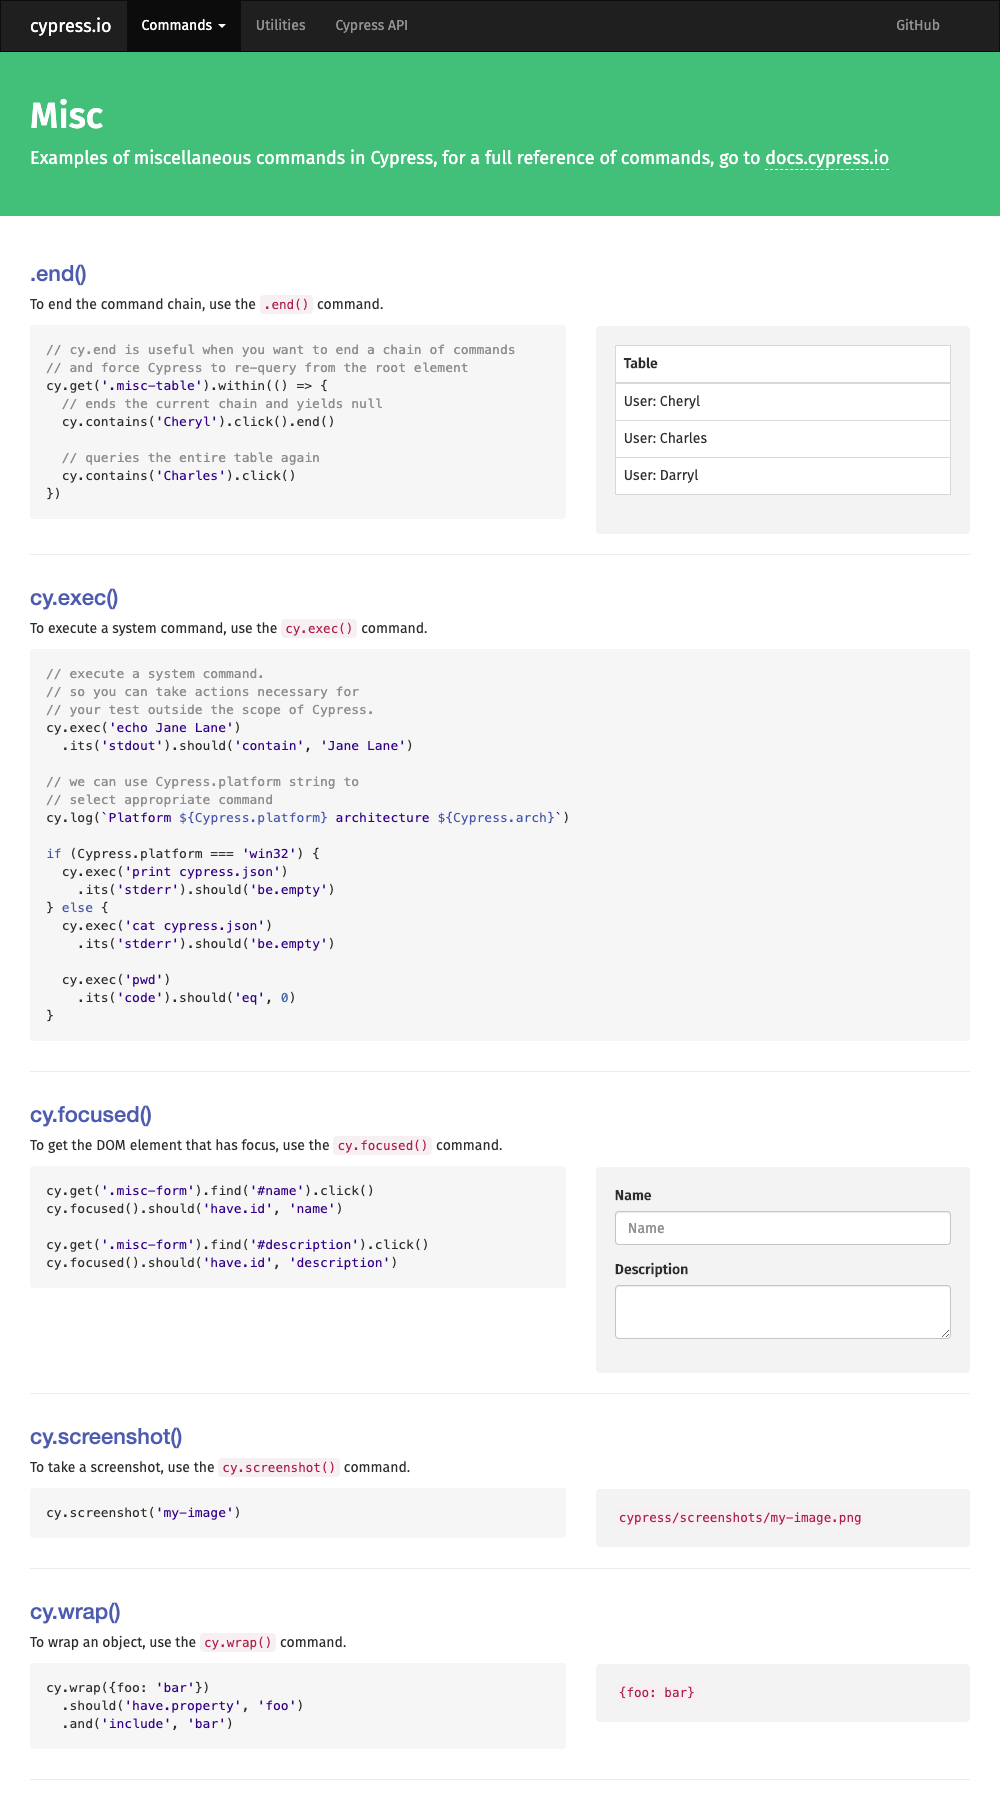 cypress.io Commands Utilities Cypress API GitHub
Misc
Examples of miscellaneous commands in Cypress, for a full reference of commands, go to docs.cypress.io
.end()
To end the command chain, use the .end() command.
// cy.end is useful when you want to end a chain of commands
// and force Cypress to re-query from the root element
cy.get('.misc-table').within(() => {
  // ends the current chain and yields null
  cy.contains('Cheryl').click().end()
  // queries the entire table again
  cy.contains('Charles').click()
})
Table
User: Cheryl
User: Charles
User: Darryl
cy.exec()
To execute a system command, use the cy.exec() command.
// execute a system command.
// so you can take actions necessary for
// your test outside the scope of Cypress.
cy.exec('echo Jane Lane')
  .its('stdout').should('contain', 'Jane Lane')
// we can use Cypress.platform string to
// select appropriate command
cy.log(`Platform ${Cypress.platform} architecture ${Cypress.arch}`)
if (Cypress.platform === 'win32') {
  cy.exec('print cypress.json')
    .its('stderr').should('be.empty')
} else {
  cy.exec('cat cypress.json')
    .its('stderr').should('be.empty')
  cy.exec('pwd')
    .its('code').should('eq', 0)
}
cy.focused()
To get the DOM element that has focus, use the cy.focused() command.
cy.get('.misc-form').find('#name').click()
cy.focused().should('have.id', 'name')
cy.get('.misc-form').find('#description').click()
cy.focused().should('have.id', 'description')
Name
Name
Description
cy.screenshot()
To take a screenshot, use the cy.screenshot() command.
cy.screenshot('my-image')
cypress/screenshots/my-image.png
cy.wrap()
To wrap an object, use the cy.wrap() command.
cy.wrap({foo: 'bar'})
  .should('have.property', 'foo')
  .and('include', 'bar')
{foo: bar}